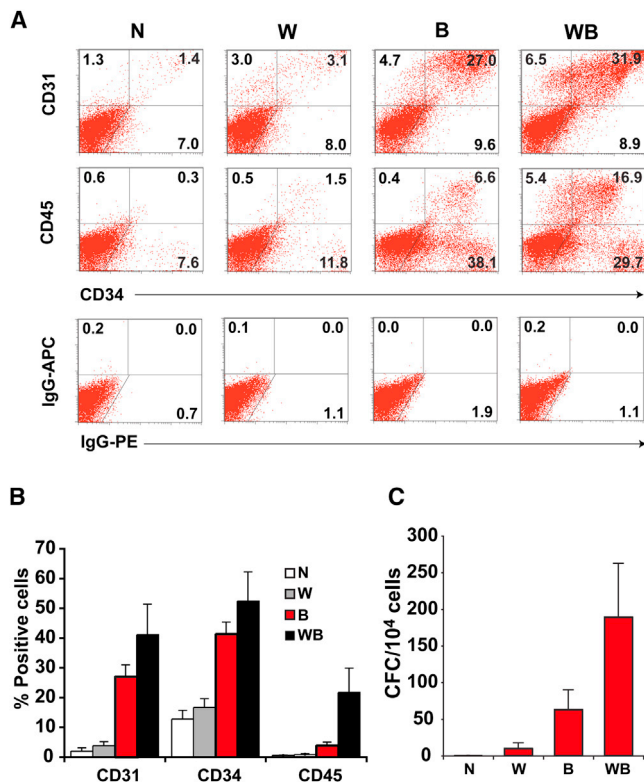 A
N W B WB
CD31
1.3 1.4 3.0 3.1 4.7 27.0 6.5 31.9
7.0 8.0 9.6 8.9
CD45
0.6 0.3 0.5 1.5 0.4 6.6 5.4 16.9
7.6 11.8 38.1 29.7
CD34
IgG-APC
0.2 0.0 0.1 0.0 0.0 0.0 0.2 0.0
0.7 1.1 1.9 1.1
IgG-PE
B
% Positive cells
70
60
50
40
30
20
10
0
N
W
B
WB
CD31 CD34 CD45
C
CFC/10⁴ cells
300
250
200
150
100
50
0
N W B WB